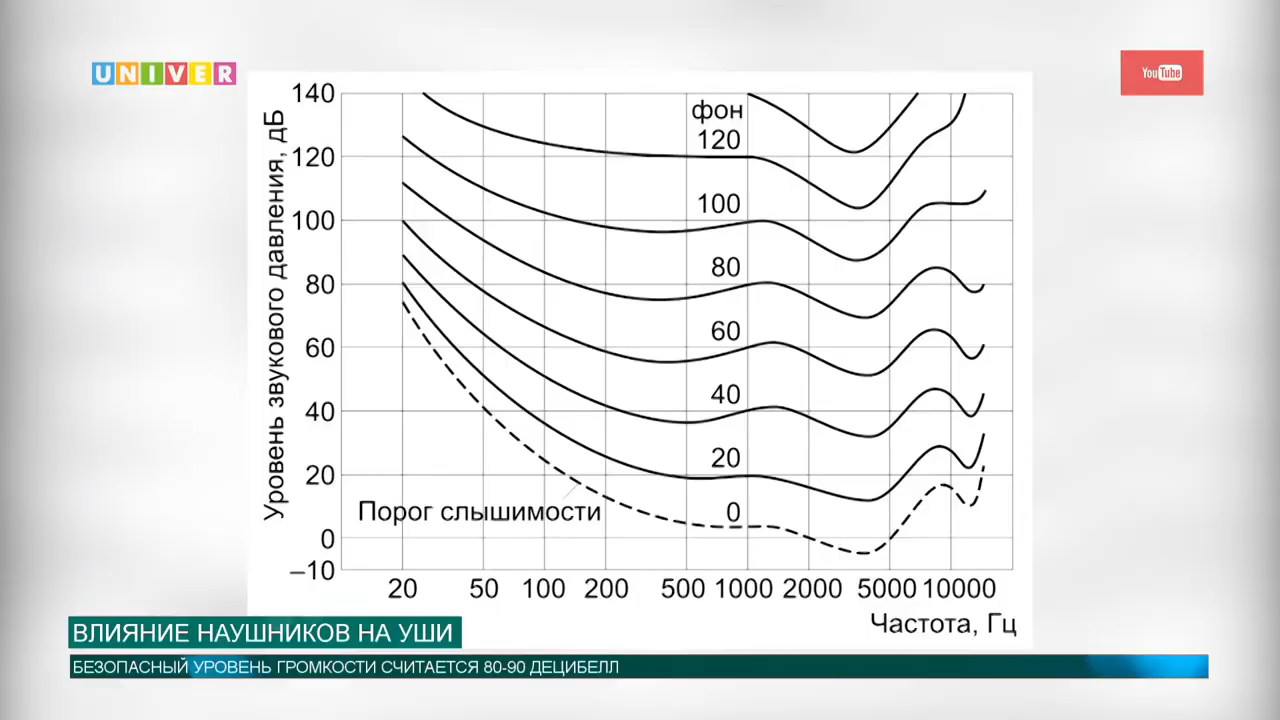 UNIVER
YouTube
Уровень звукового давления, дБ
140
120
100
80
60
40
20
0
–10
фон
120
100
80
60
40
20
0
Порог слышимости
20 50 100 200 500 1000 2000 5000 10000
Частота, Гц
ВЛИЯНИЕ НАУШНИКОВ НА УШИ
БЕЗОПАСНЫЙ УРОВЕНЬ ГРОМКОСТИ СЧИТАЕТСЯ 80-90 ДЕЦИБЕЛЛ